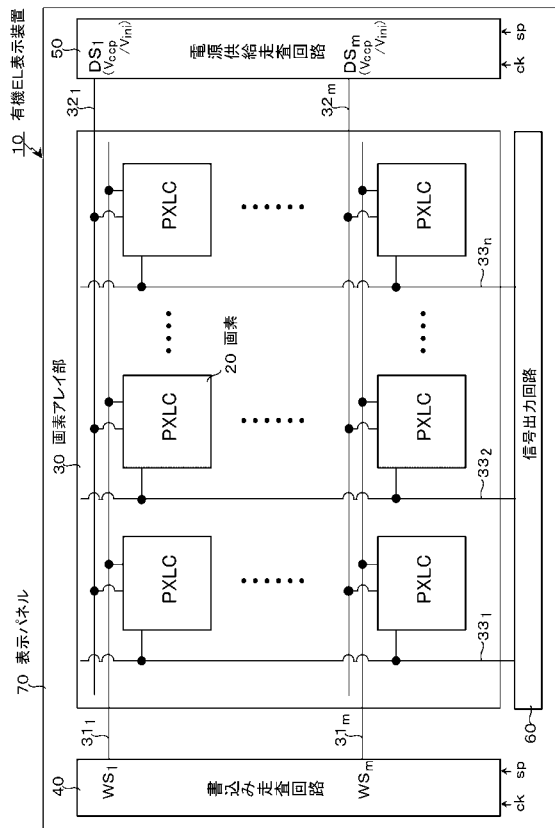 10 有機EL表示装置
70 表示パネル
30 画素アレイ部
40
書込み走査回路
WS1
WSm
sp
ck
50
電源供給走査回路
DS1
(Vccp/Vini)
DSm
(Vccp/Vini)
sp
ck
311
31m
321
32m
PXLC
PXLC
PXLC
20 画素
PXLC
PXLC
PXLC
331
332
33n
60
信号出力回路